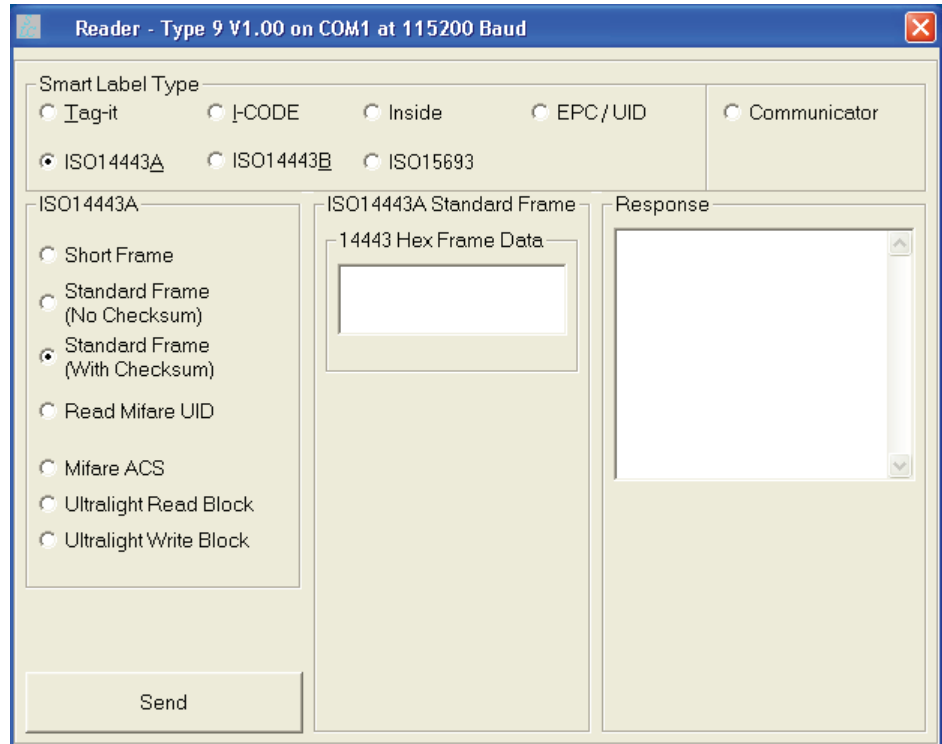 Reader - Type 9 V1.00 on COM1 at 115200 Baud
Smart Label Type
Tag-it
I-CODE
Inside
EPC / UID
Communicator
ISO14443A
ISO14443B
ISO15693
ISO14443A
Short Frame
Standard Frame
(No Checksum)
Standard Frame
(With Checksum)
Read Mifare UID
Mifare ACS
Ultralight Read Block
Ultralight Write Block
Send
ISO14443A Standard Frame
14443 Hex Frame Data
Response